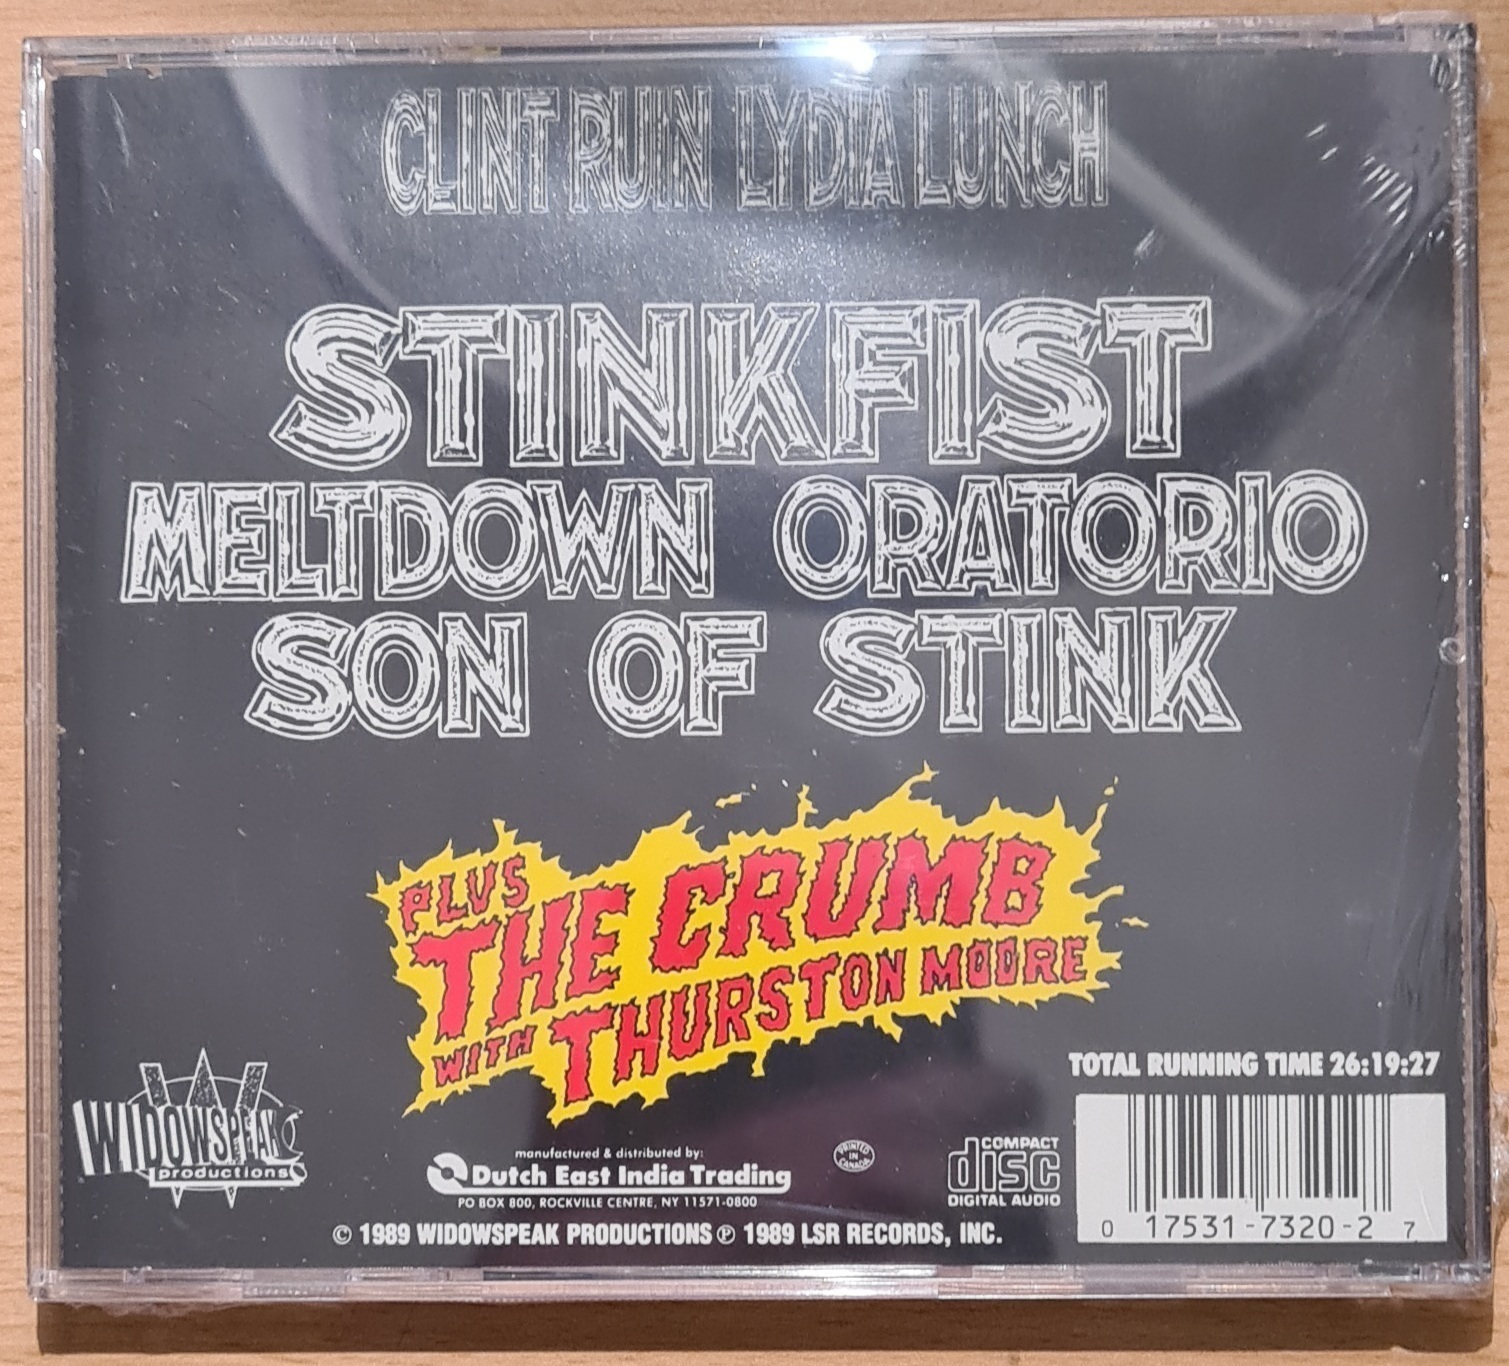 CLINT RUIN LYDIA LUNCH
STINKFIST
MELTDOWN ORATORIO
SON OF STINK
PLUS
THE CRUMB
WITH THURSTON MOORE
TOTAL RUNNING TIME 26:19:27
WIDOWSPEAK
productions
manufactured & distributed by:
Dutch East India Trading
PO BOX 800, ROCKVILLE CENTRE, NY 11571-0800
PRINTED
IN
CANADA
COMPACT
disc
DIGITAL AUDIO
0 17531-7320-2 7
© 1989 WIDOWSPEAK PRODUCTIONS ℗ 1989 LSR RECORDS, INC.